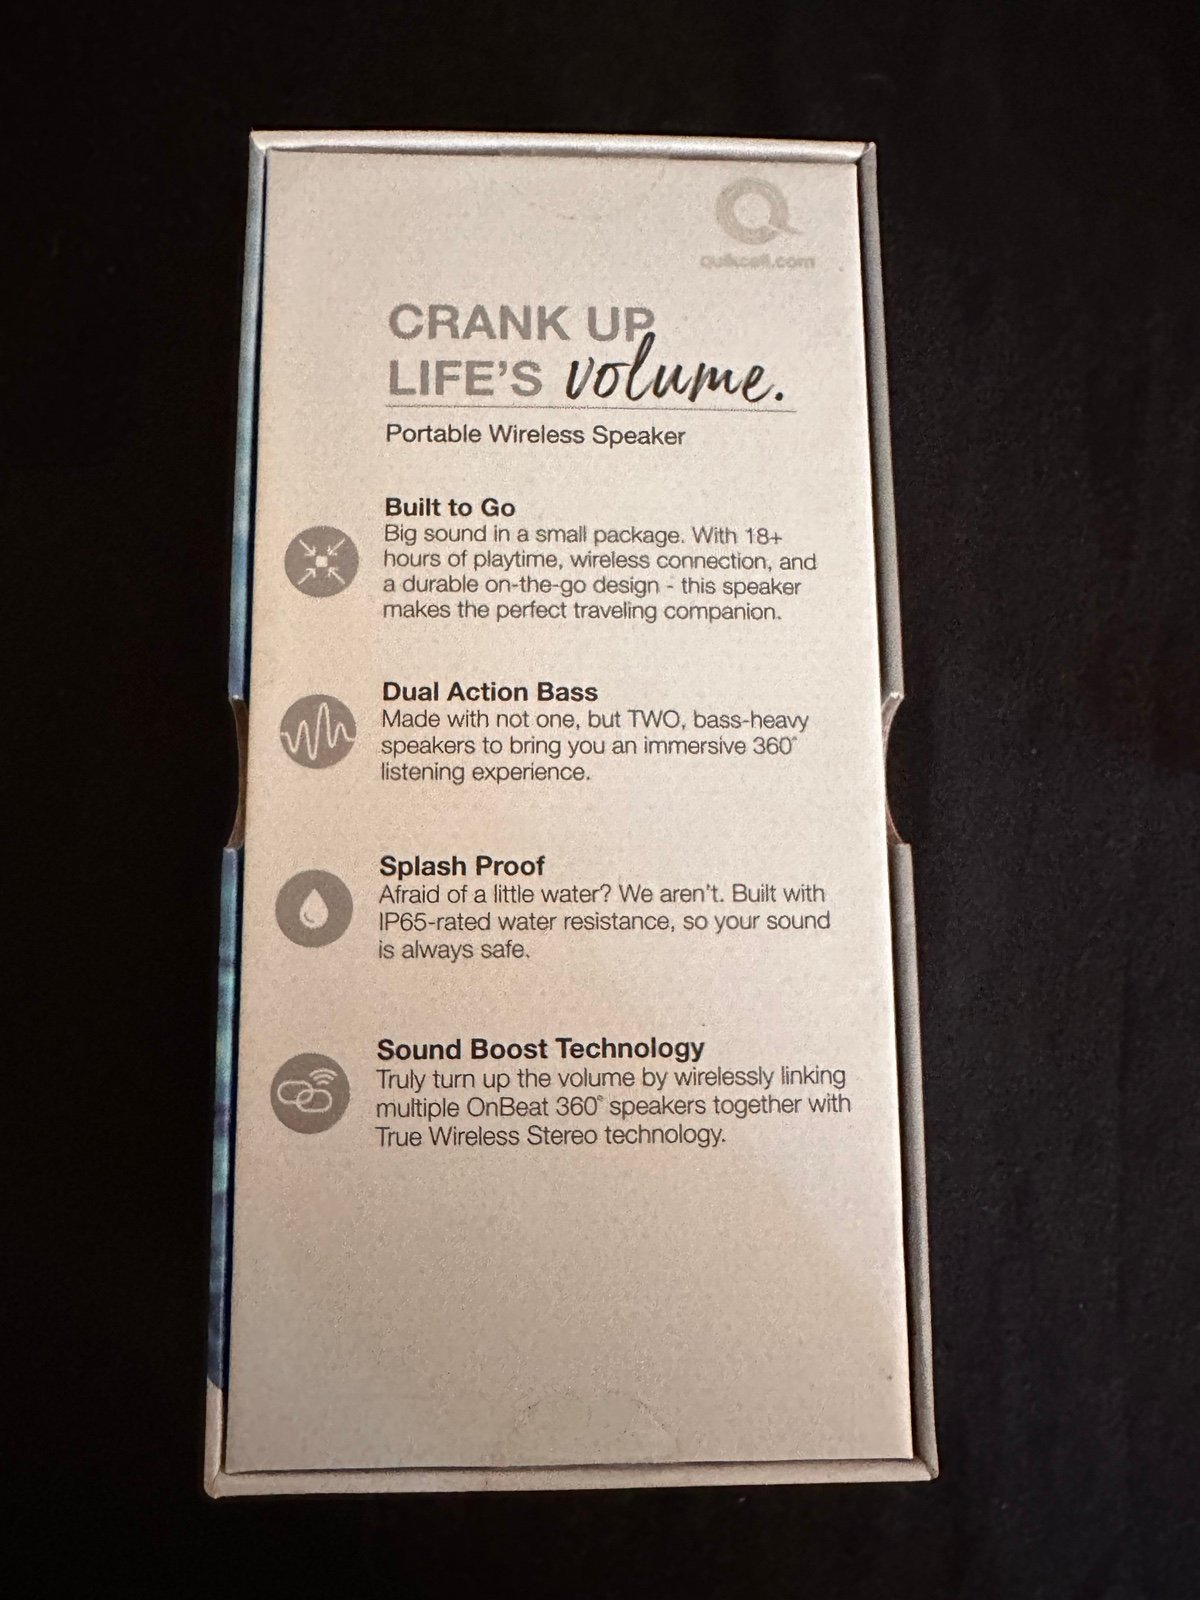 Q
quikcell.com
CRANK UP
LIFE'S volume.
Portable Wireless Speaker
Built to Go
Big sound in a small package. With 18+
hours of playtime, wireless connection, and
a durable on-the-go design - this speaker
makes the perfect traveling companion.
Dual Action Bass
Made with not one, but TWO, bass-heavy
speakers to bring you an immersive 360°
listening experience.
Splash Proof
Afraid of a little water? We aren't. Built with
IP65-rated water resistance, so your sound
is always safe.
Sound Boost Technology
Truly turn up the volume by wirelessly linking
multiple OnBeat 360° speakers together with
True Wireless Stereo technology.